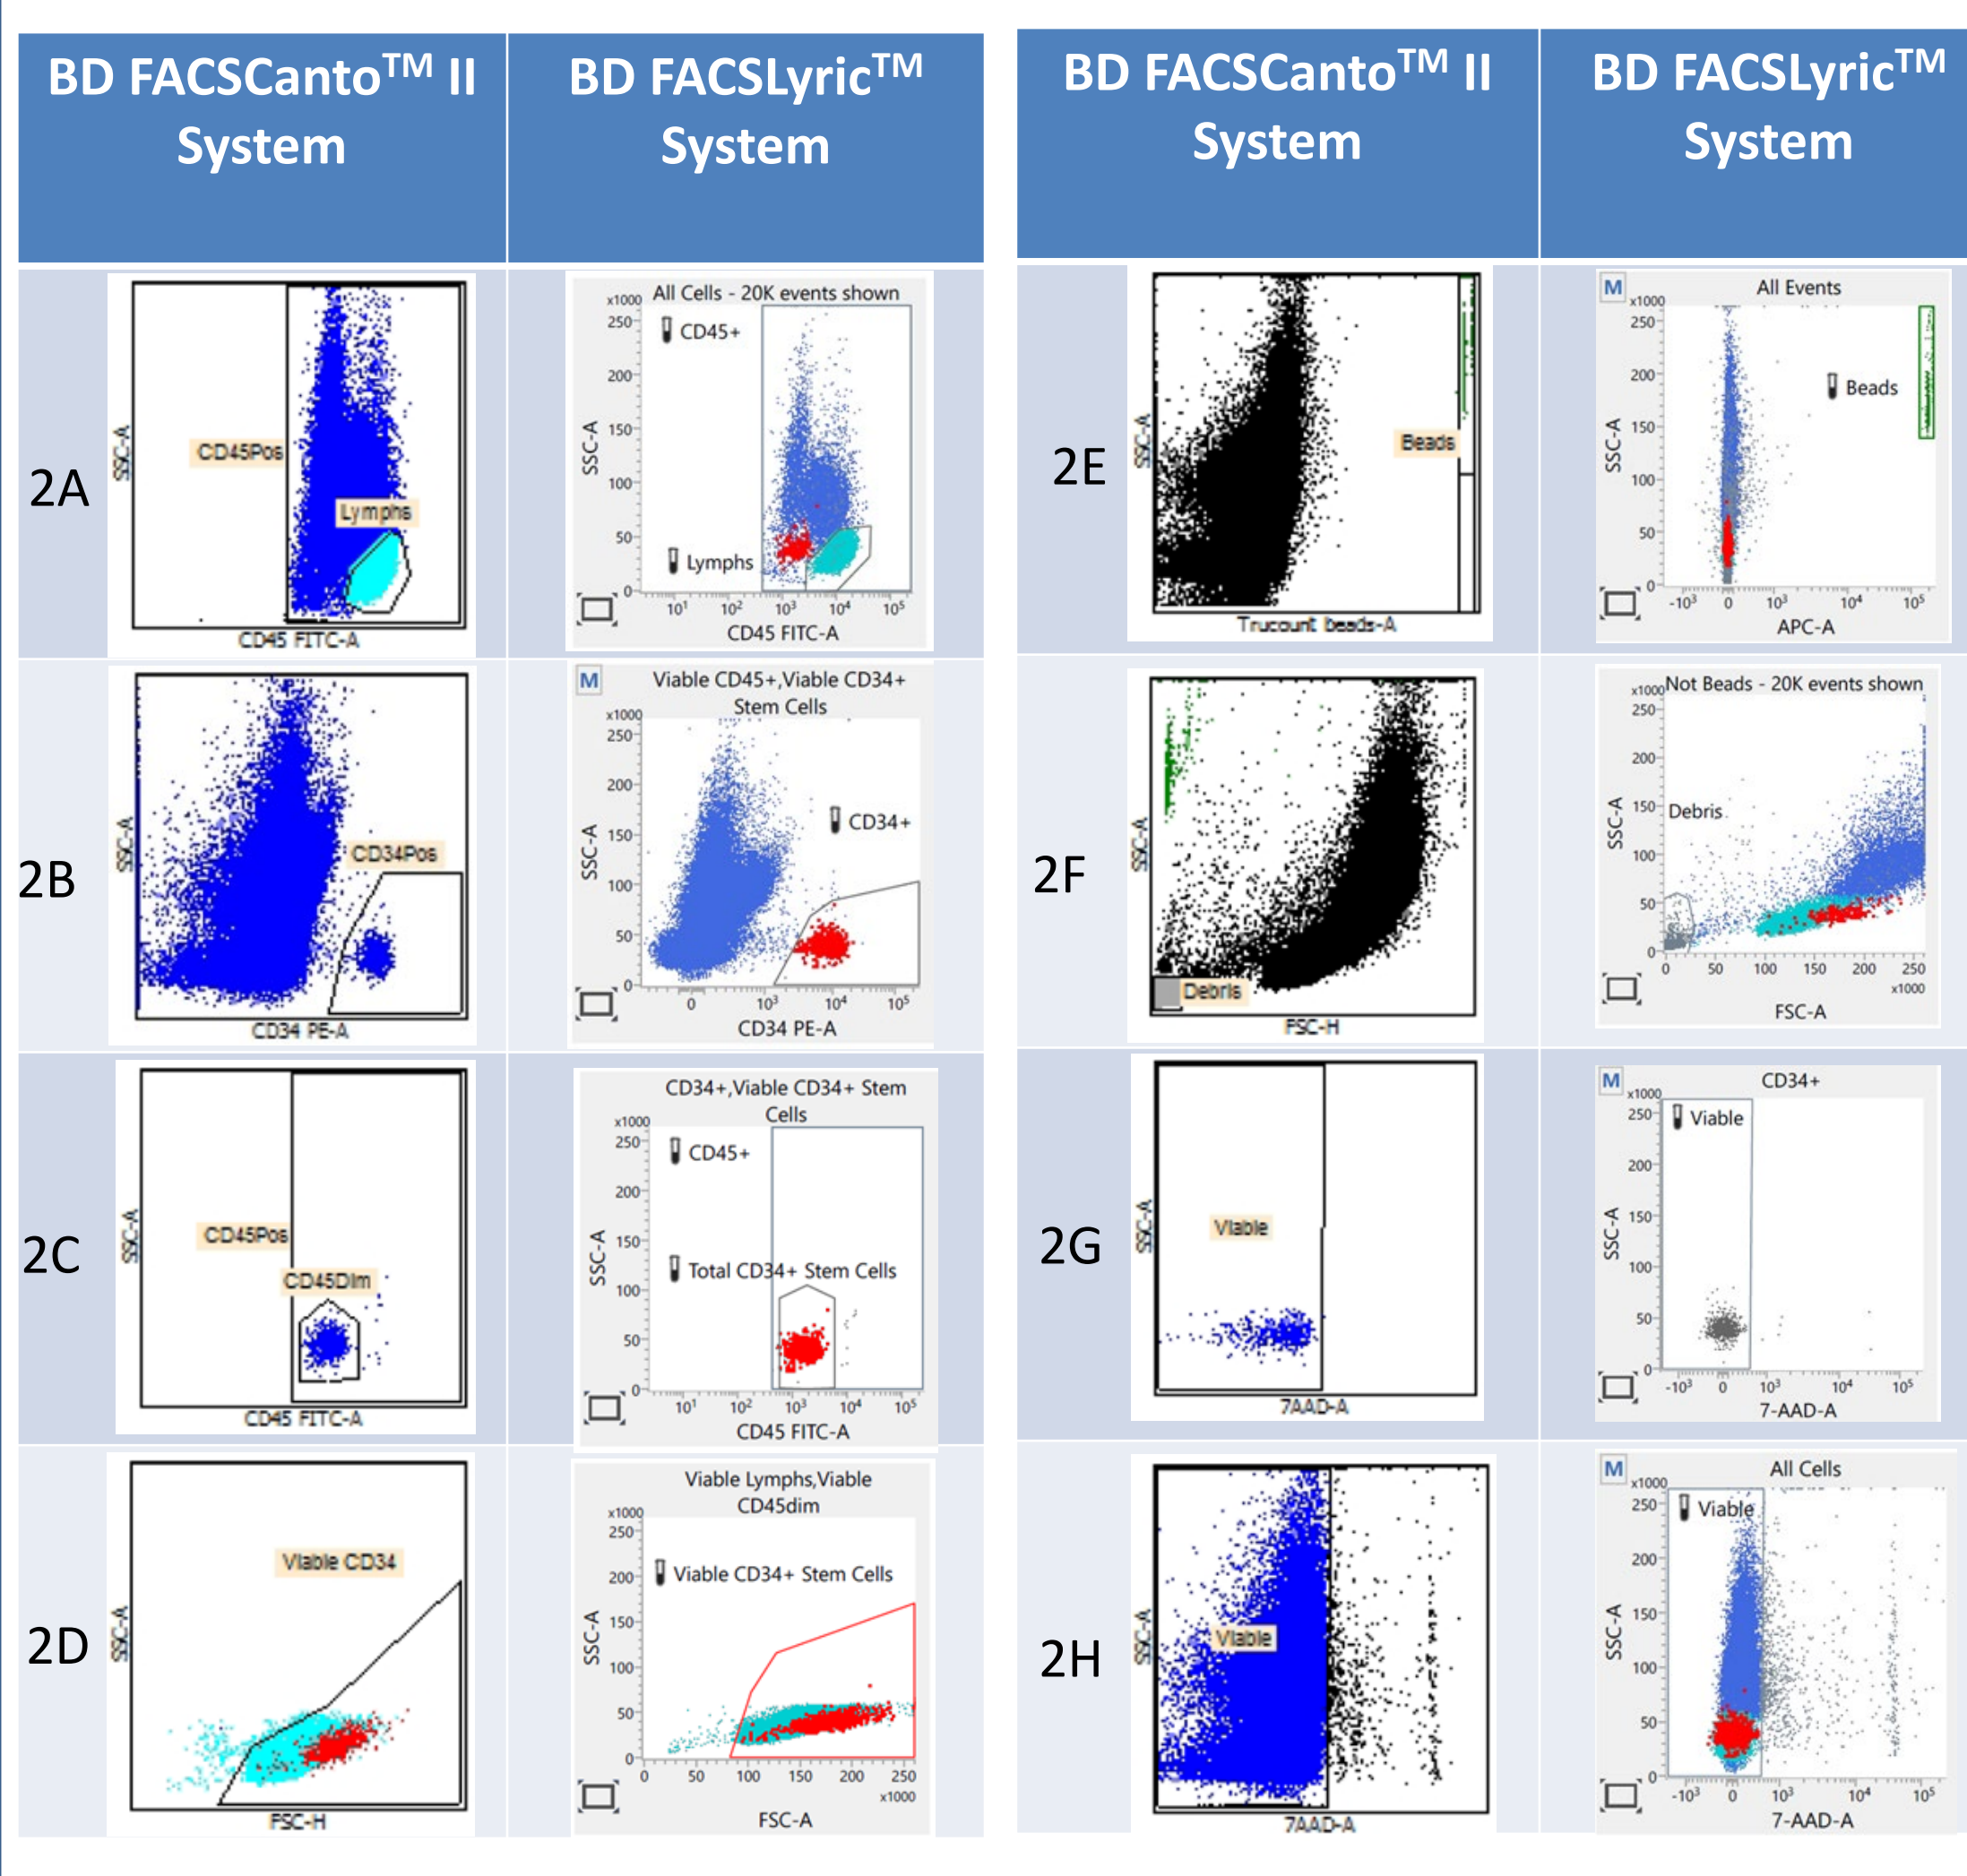 BD FACSCanto™ II
System
BD FACSLyric™
System
BD FACSCanto™ II
System
BD FACSLyric™
System
2A
SSC-A
CD45Pos
Lymphs
CD45 FITC-A
All Cells - 20K events shown
x1000
CD45+
Lymphs
250
200
150
100
50
0
SSC-A
10¹ 10² 10³ 10⁴ 10⁵
CD45 FITC-A
2B
SSC-A
CD34Pos
CD34 PE-A
M
Viable CD45+,Viable CD34+
Stem Cells
x1000
CD34+
250
200
150
100
50
0
SSC-A
0 10³ 10⁴ 10⁵
CD34 PE-A
2C
SSC-A
CD45Pos
CD45Dim
CD45 FITC-A
CD34+,Viable CD34+ Stem
Cells
x1000
CD45+
Total CD34+ Stem Cells
250
200
150
100
50
0
SSC-A
10¹ 10² 10³ 10⁴ 10⁵
CD45 FITC-A
2D
SSC-A
Viable CD34
FSC-H
Viable Lymphs,Viable
CD45dim
x1000
Viable CD34+ Stem Cells
250
200
150
100
50
0
SSC-A
0 50 100 150 200 250
x1000
FSC-A
2E
SSC-A
Beads
Trucount beads-A
M
All Events
x1000
Beads
250
200
150
100
50
0
SSC-A
-10³ 0 10³ 10⁴ 10⁵
APC-A
2F
SSC-A
Debris
FSC-H
Not Beads - 20K events shown
x1000
Debris
250
200
150
100
50
0
SSC-A
0 50 100 150 200 250
x1000
FSC-A
2G
SSC-A
Viable
7AAD-A
M
CD34+
x1000
Viable
250
200
150
100
50
0
SSC-A
-10³ 0 10³ 10⁴ 10⁵
7-AAD-A
2H
SSC-A
Viable
7AAD-A
M
All Cells
x1000
Viable
250
200
150
100
50
0
SSC-A
-10³ 0 10³ 10⁴ 10⁵
7-AAD-A